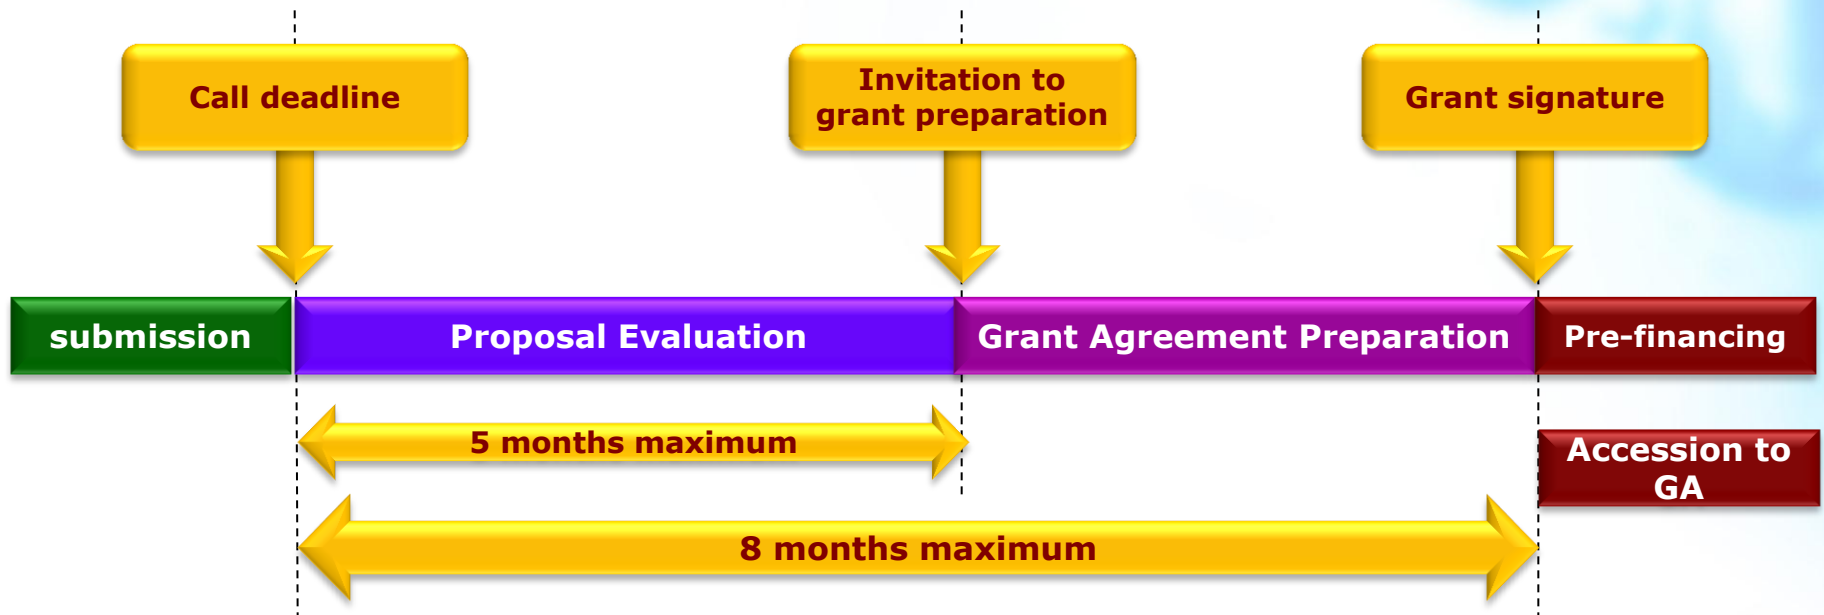 Call deadline
Invitation to
grant preparation
Grant signature
submission
Proposal Evaluation
Grant Agreement Preparation
Pre-financing
5 months maximum
Accession to
GA
8 months maximum